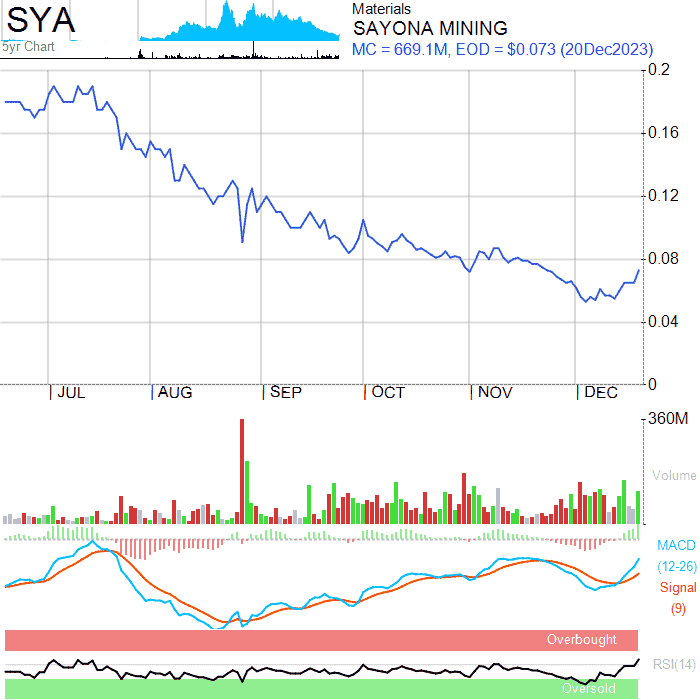 SYA
5yr Chart
Materials
SAYONA MINING
MC = 669.1M, EOD = $0.073 (20Dec2023)
0.2
0.16
0.12
0.08
0.04
0
JUL AUG SEP OCT NOV DEC
360M
Volume
MACD
(12-26)
Signal
(9)
Overbought
RSI(14)
Oversold